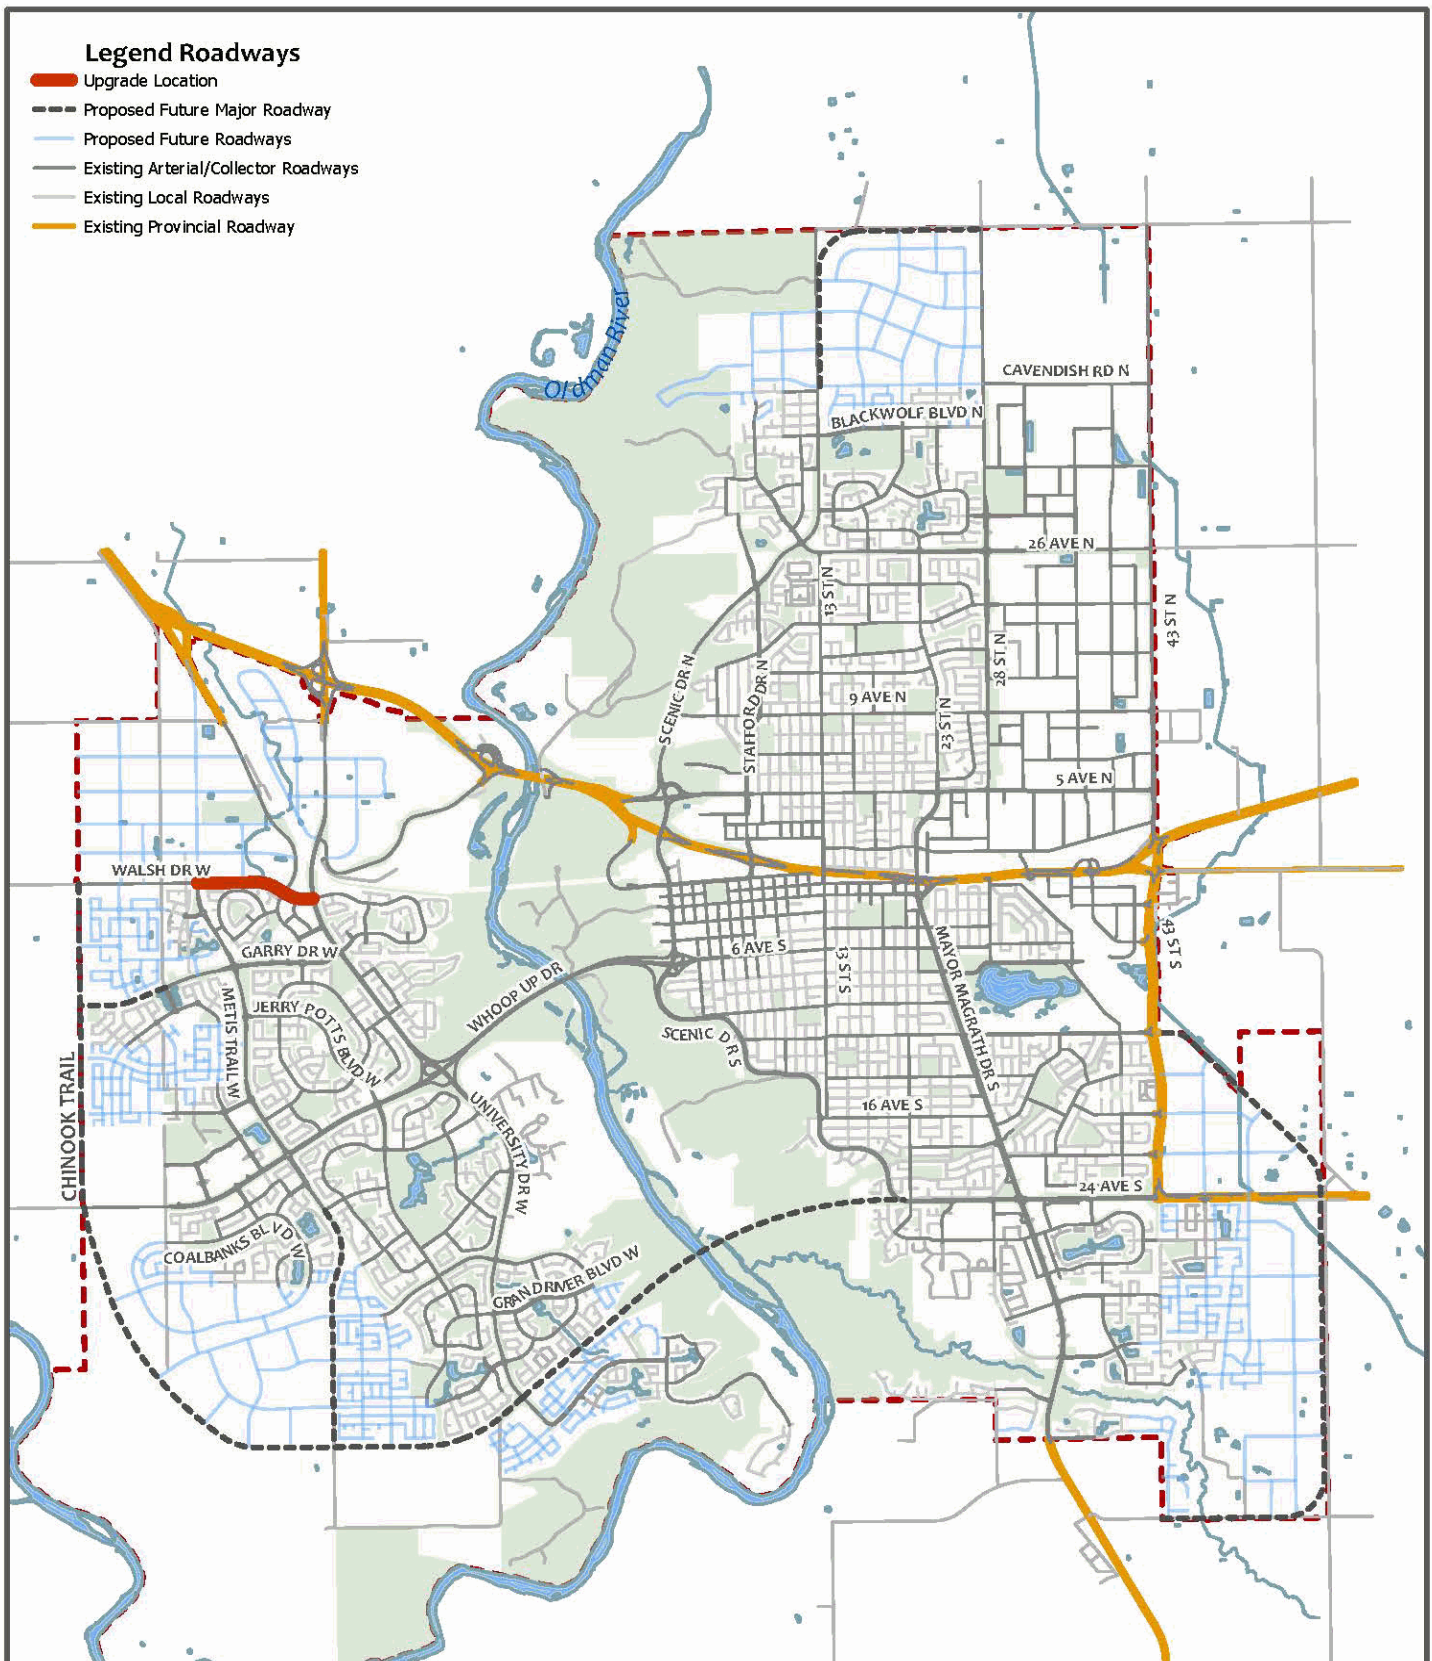 Legend Roadways
Upgrade Location
Proposed Future Major Roadway
Proposed Future Roadways
Existing Arterial/Collector Roadways
Existing Local Roadways
Existing Provincial Roadway
Oldman River
CAVENDISH RD N
BLACKWOLF BLVD N
26 AVE N
13 ST N
43 ST N
28 ST N
SCENIC DR N
STAFFORD DR N
9 AVE N
23 ST N
5 AVE N
WALSH DR W
GARRY DR W
6 AVE S
13 ST S
MAYOR MAGRATH DR S
43 ST S
WHOOP UP DR
METIS TRAIL W
JERRY POTTS BLVD W
SCENIC DR S
CHINOOK TRAIL
UNIVERSITY DR W
16 AVE S
24 AVE S
COALBANKS BLVD W
GRANDRIVER BLVD W